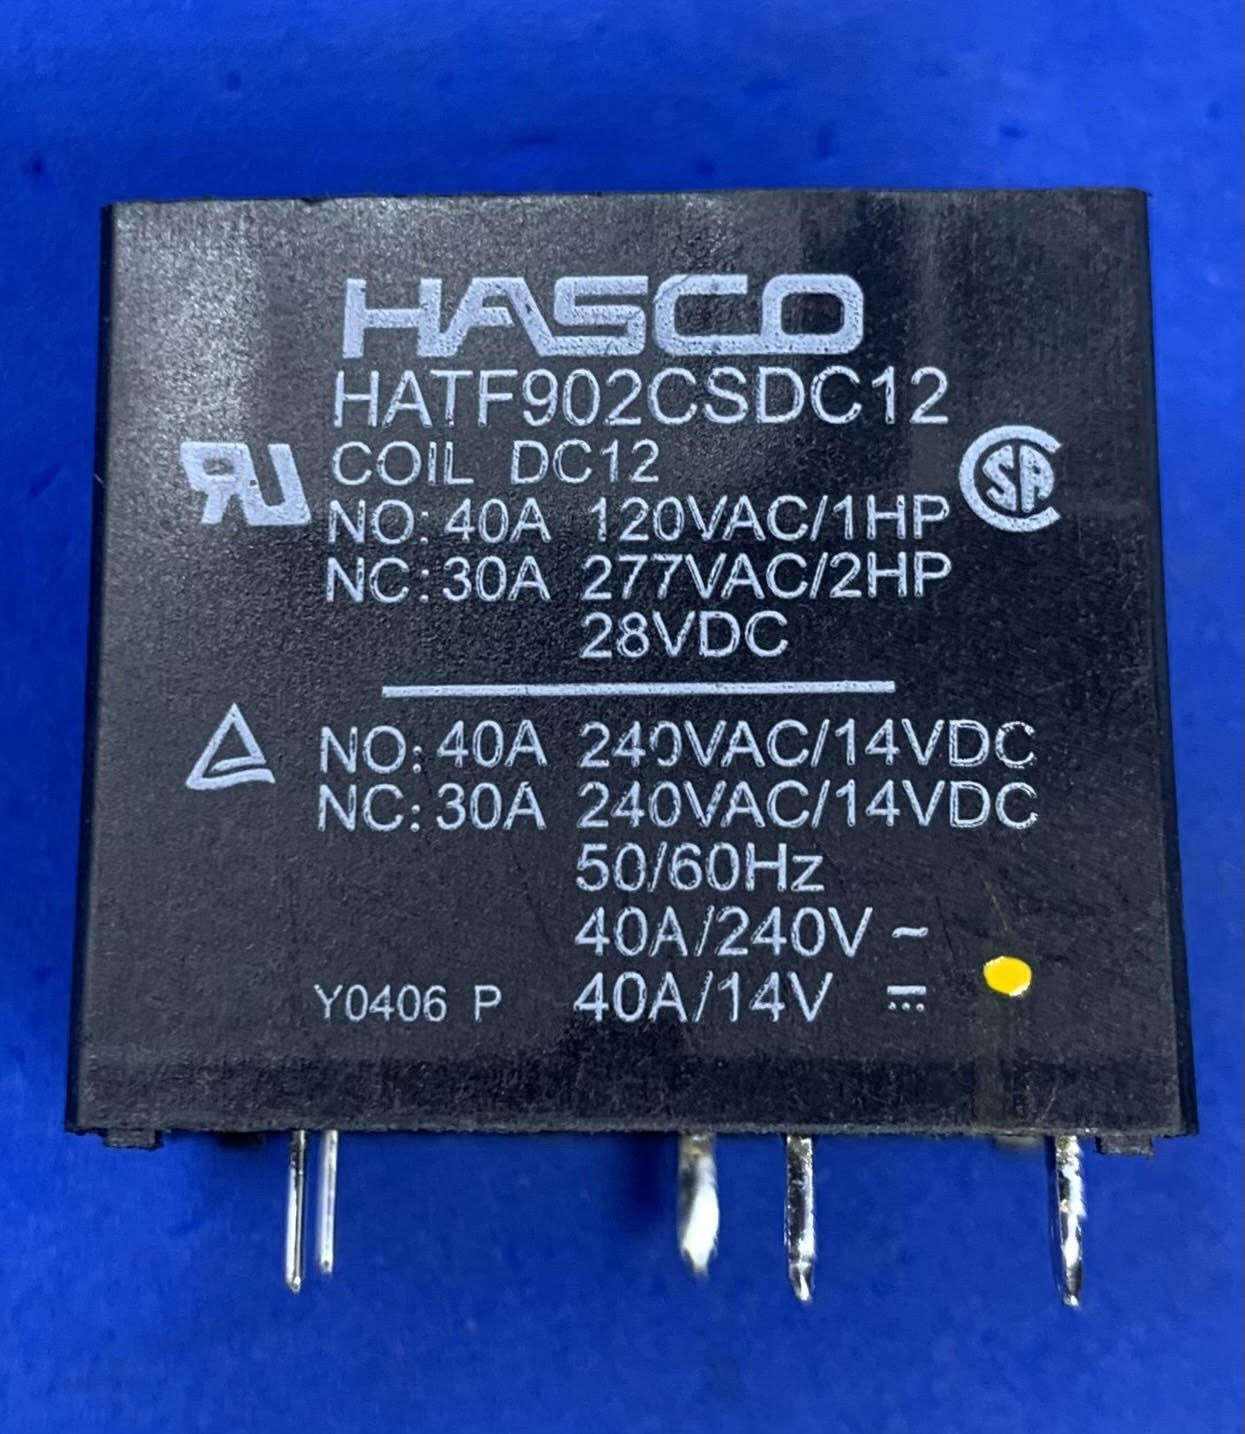 HASCO
HATF902CSDC12
COIL DC12
NO: 40A 120VAC/1HP
NC: 30A 277VAC/2HP
28VDC
NO: 40A 240VAC/14VDC
NC: 30A 240VAC/14VDC
50/60Hz
40A/240V ~
Y0406 P 40A/14V ⎓